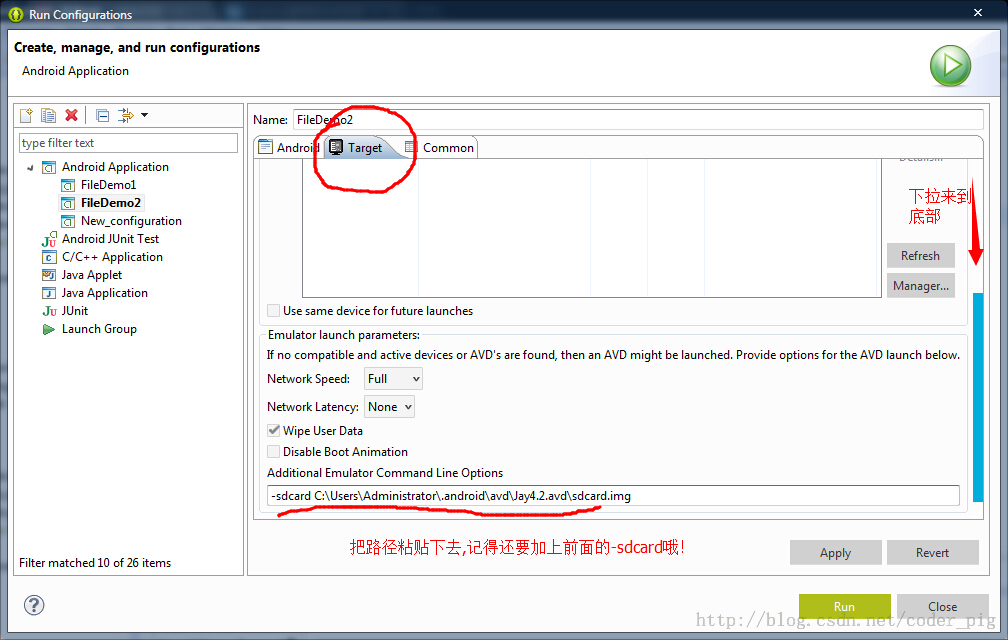 Run Configurations
Create, manage, and run configurations
Android Application
type filter text
Android Application
FileDemo1
FileDemo2
New_configuration
Android JUnit Test
C/C++ Application
Java Applet
Java Application
JUnit
Launch Group
Filter matched 10 of 26 items
Name: FileDemo2
Android Target Common
Details...
下拉来到
底部
Refresh
Manager...
Use same device for future launches
Emulator launch parameters:
If no compatible and active devices or AVD's are found, then an AVD might be launched. Provide options for the AVD launch below.
Network Speed: Full
Network Latency: None
Wipe User Data
Disable Boot Animation
Additional Emulator Command Line Options
-sdcard C:\Users\Administrator\.android\avd\Jay4.2.avd\sdcard.img
把路径粘贴下去,记得还要加上前面的-sdcard哦!
Apply Revert
Run Close
http://blog.csdn.net/coder_pig